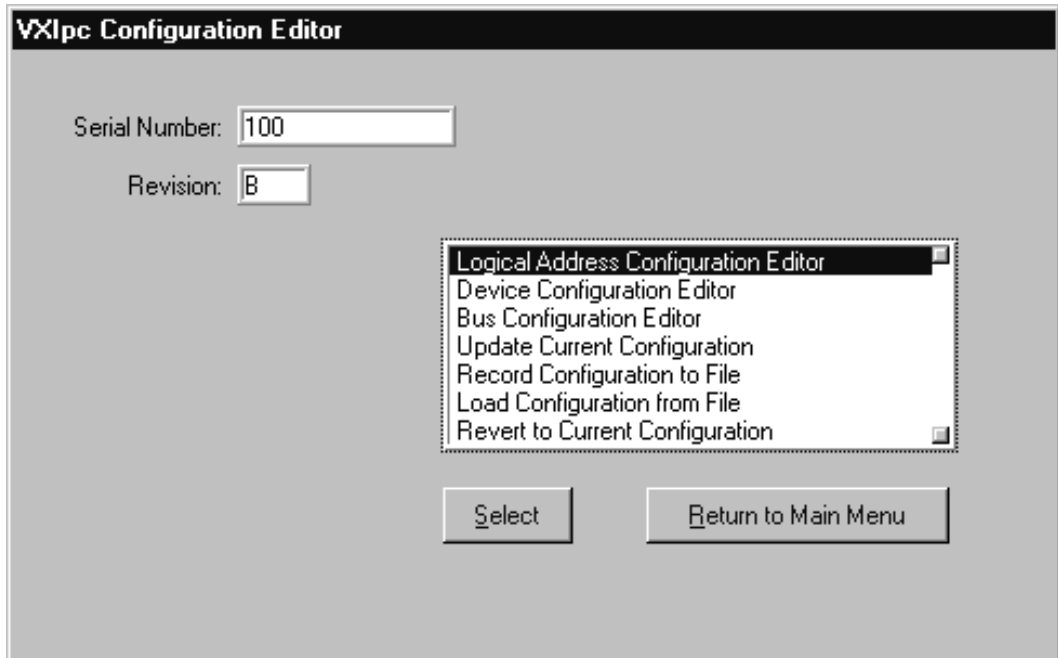 VXIpc Configuration Editor
Serial Number: 100
Revision: B
Logical Address Configuration Editor
Device Configuration Editor
Bus Configuration Editor
Update Current Configuration
Record Configuration to File
Load Configuration from File
Revert to Current Configuration
Select Return to Main Menu